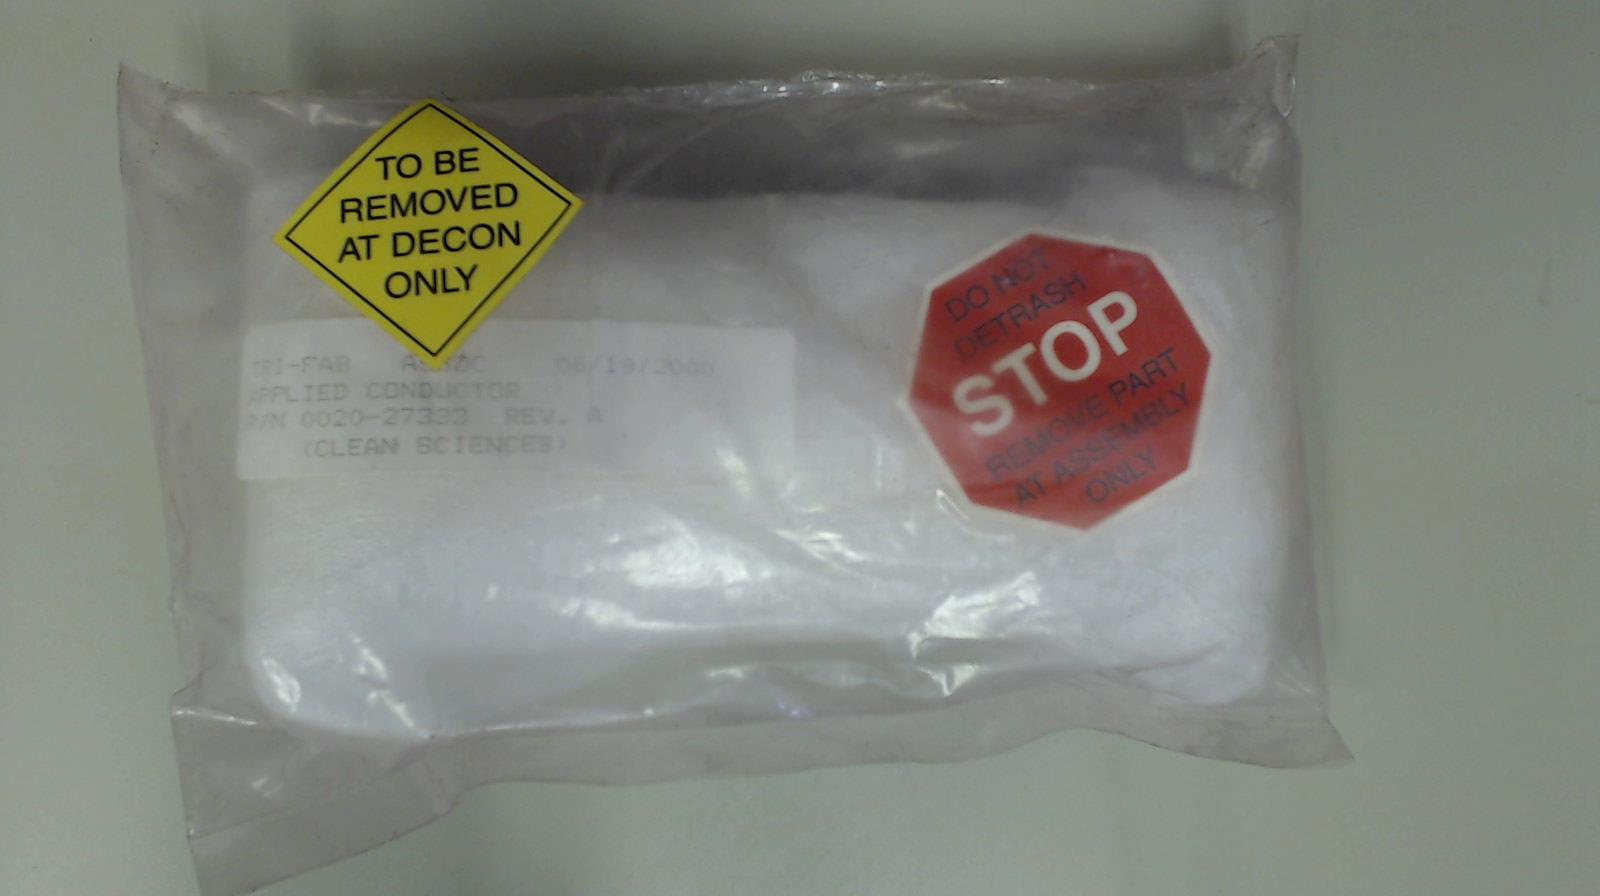 TO BE
REMOVED
AT DECON
ONLY
TRI-FAB ASSOC 06/19/2000
APPLIED CONDUCTOR
P/N 0020-27333 REV. A
(CLEAN SCIENCES)
DO NOT
DETRASH
STOP
REMOVE PART
AT ASSEMBLY
ONLY